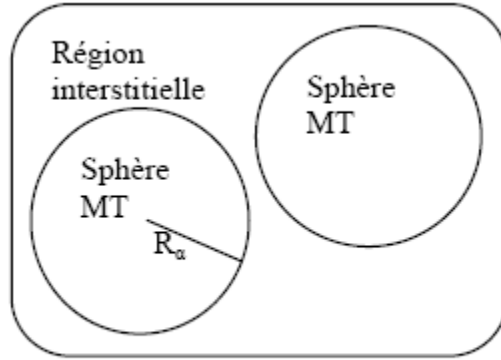 Région
interstitielle
Sphère
MT
Sphère
MT
Rα